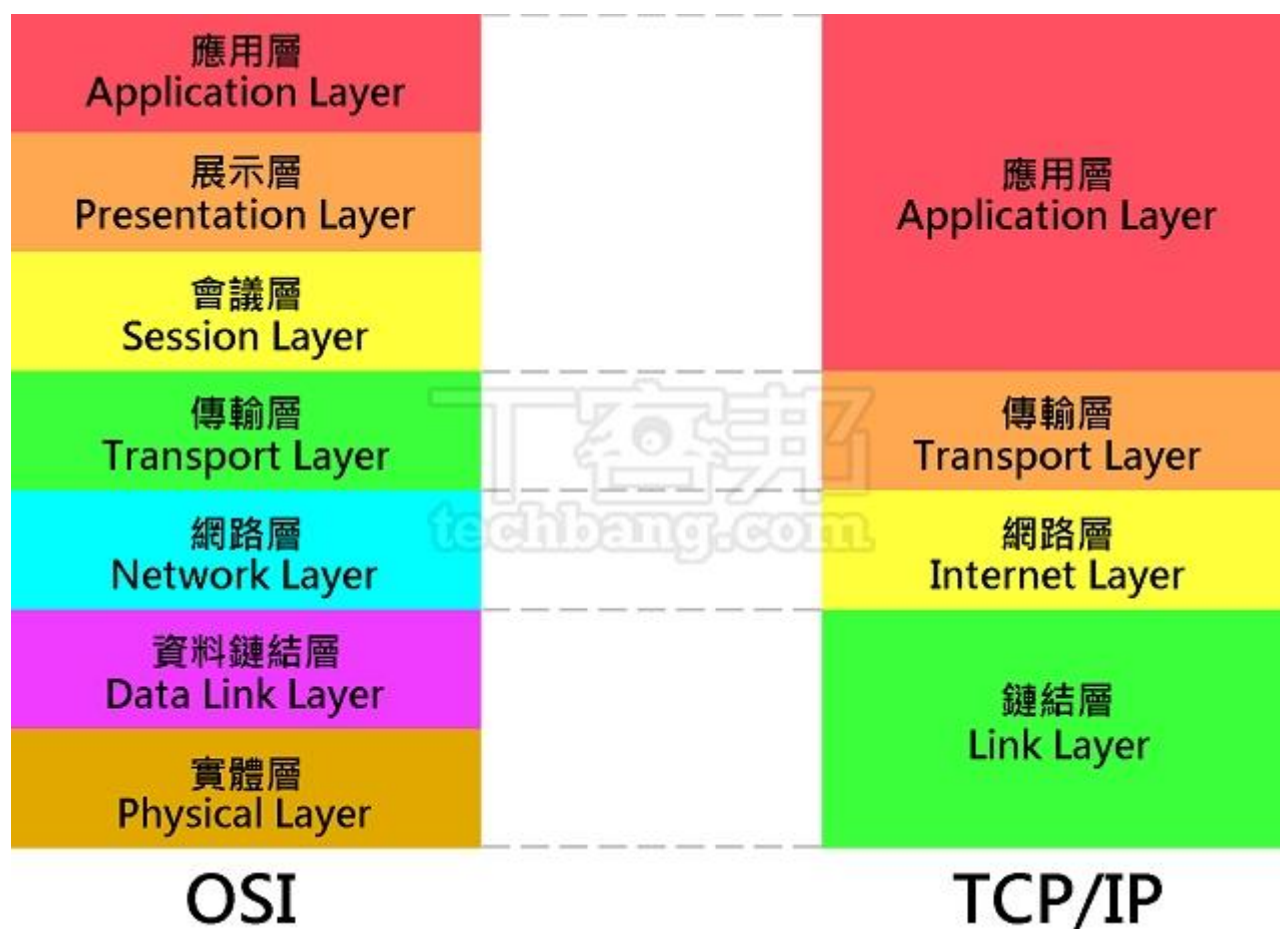 應用層
Application Layer
展示層
Presentation Layer
會議層
Session Layer
傳輸層
Transport Layer
網路層
Network Layer
資料鏈結層
Data Link Layer
實體層
Physical Layer
OSI
應用層
Application Layer
傳輸層
Transport Layer
網路層
Internet Layer
鏈結層
Link Layer
TCP/IP
T客邦
techbang.com